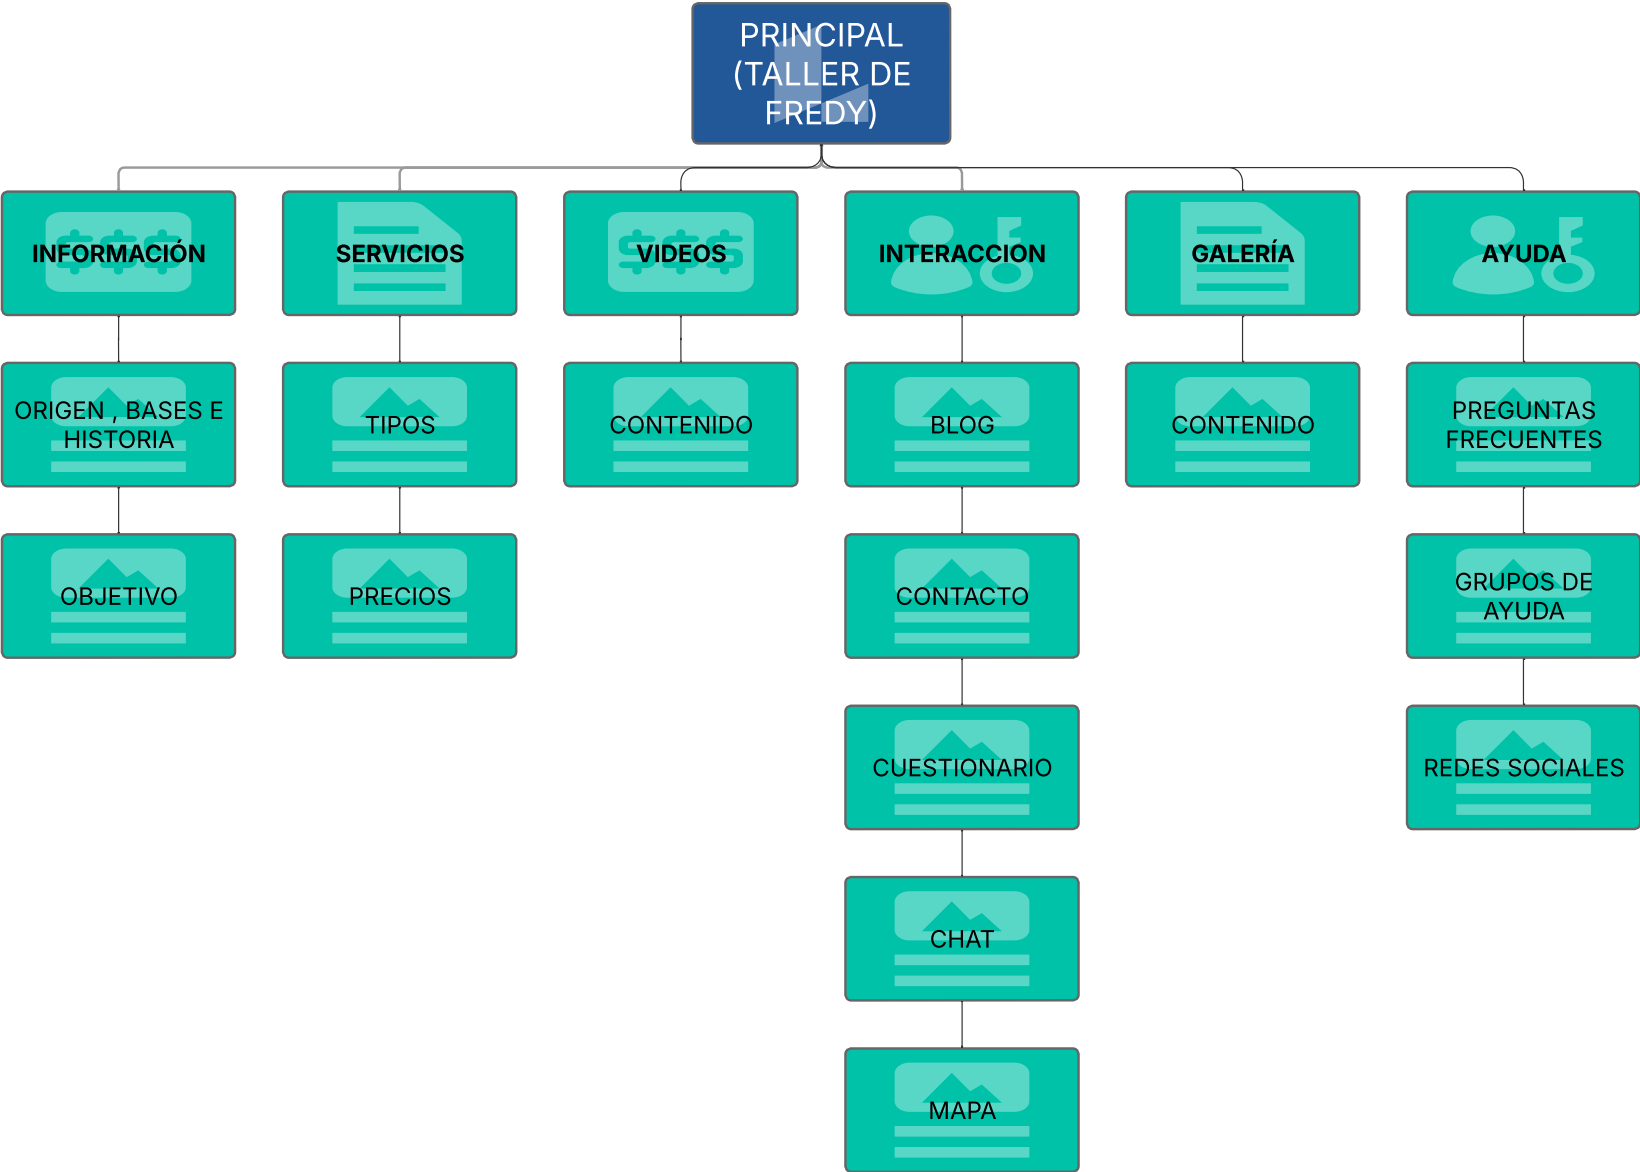 PRINCIPAL
(TALLER DE
FREDY)
INFORMACIÓN
SERVICIOS
VIDEOS
INTERACCION
GALERÍA
AYUDA
ORIGEN , BASES E
HISTORIA
TIPOS
CONTENIDO
BLOG
CONTENIDO
PREGUNTAS
FRECUENTES
OBJETIVO
PRECIOS
CONTACTO
GRUPOS DE
AYUDA
CUESTIONARIO
REDES SOCIALES
CHAT
MAPA